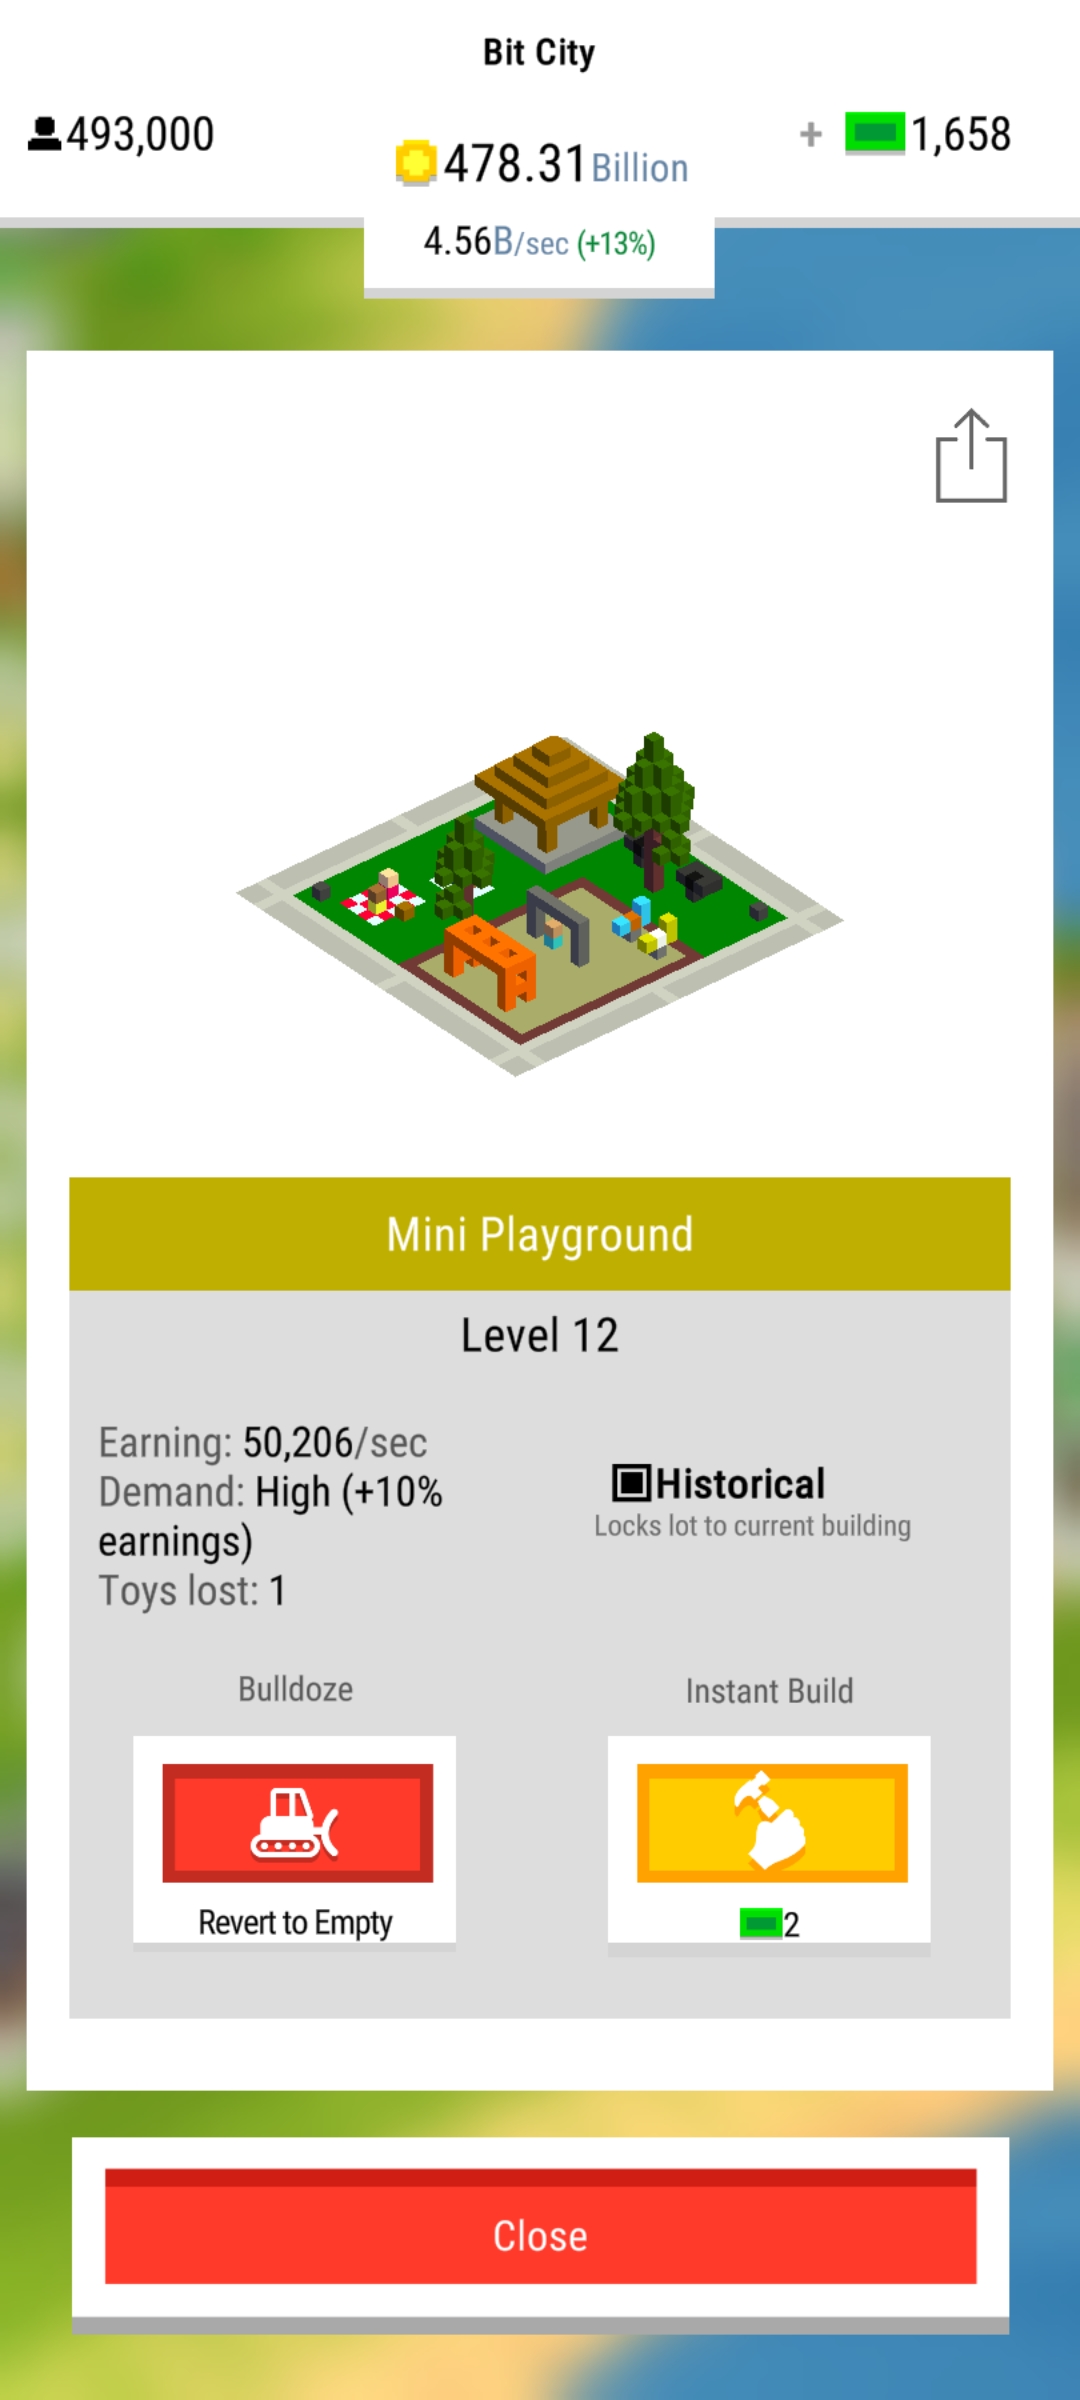 Bit City
493,000
478.31 Billion
+ 1,658
4.56B/sec (+13%)
Mini Playground
Level 12
Earning: 50,206/sec
Demand: High (+10%
earnings)
Toys lost: 1
Historical
Locks lot to current building
Bulldoze
Revert to Empty
Instant Build
2
Close